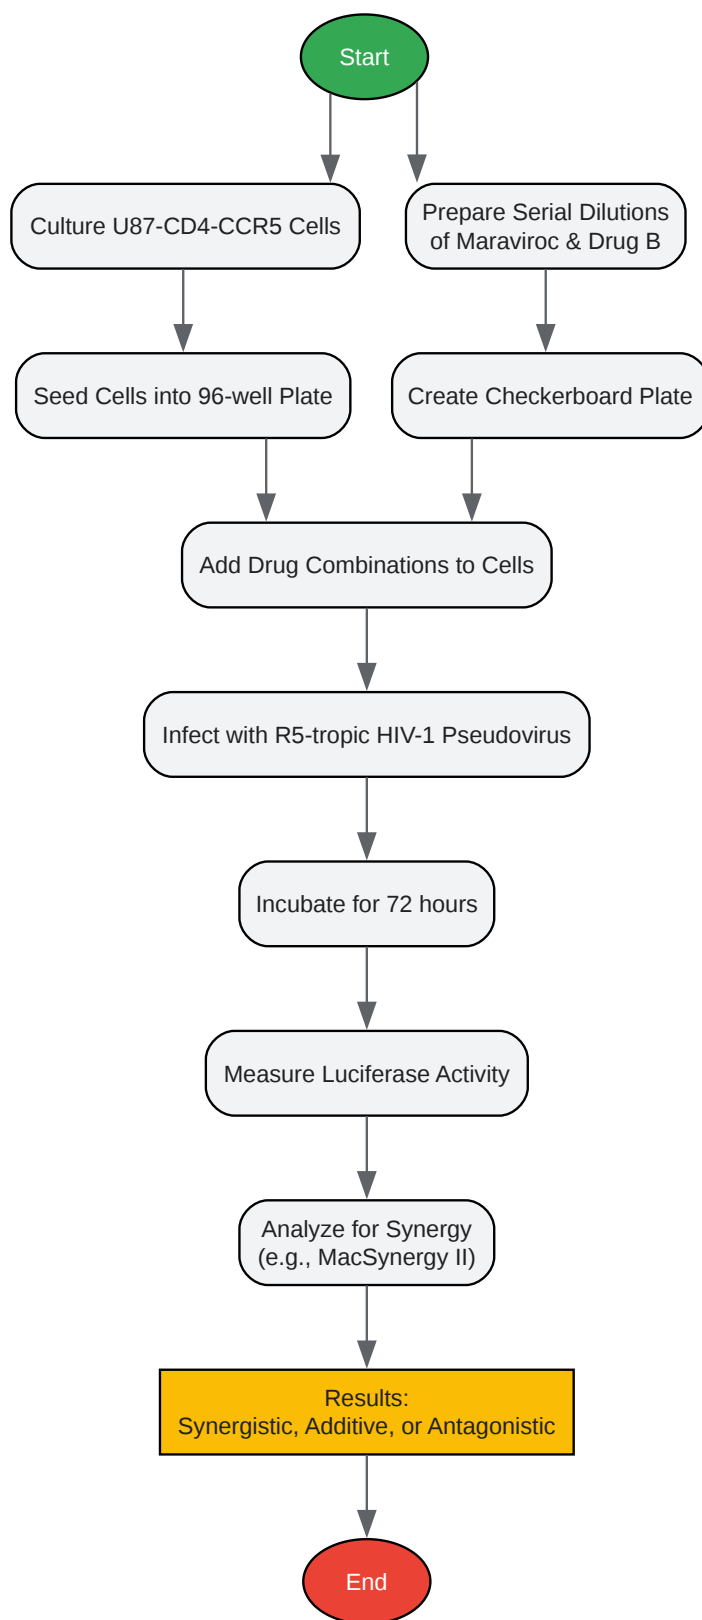 Start
Culture U87-CD4-CCR5 Cells
Prepare Serial Dilutions
of Maraviroc & Drug B
Seed Cells into 96-well Plate
Create Checkerboard Plate
Add Drug Combinations to Cells
Infect with R5-tropic HIV-1 Pseudovirus
Incubate for 72 hours
Measure Luciferase Activity
Analyze for Synergy
(e.g., MacSynergy II)
Results:
Synergistic, Additive, or Antagonistic
End